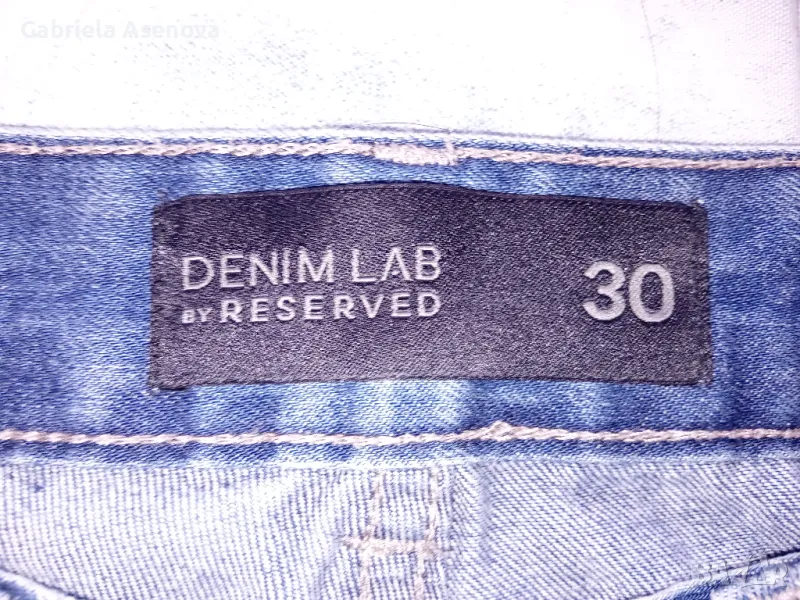 Gabriela Asenova
DENIM LAB
BY RESERVED
30